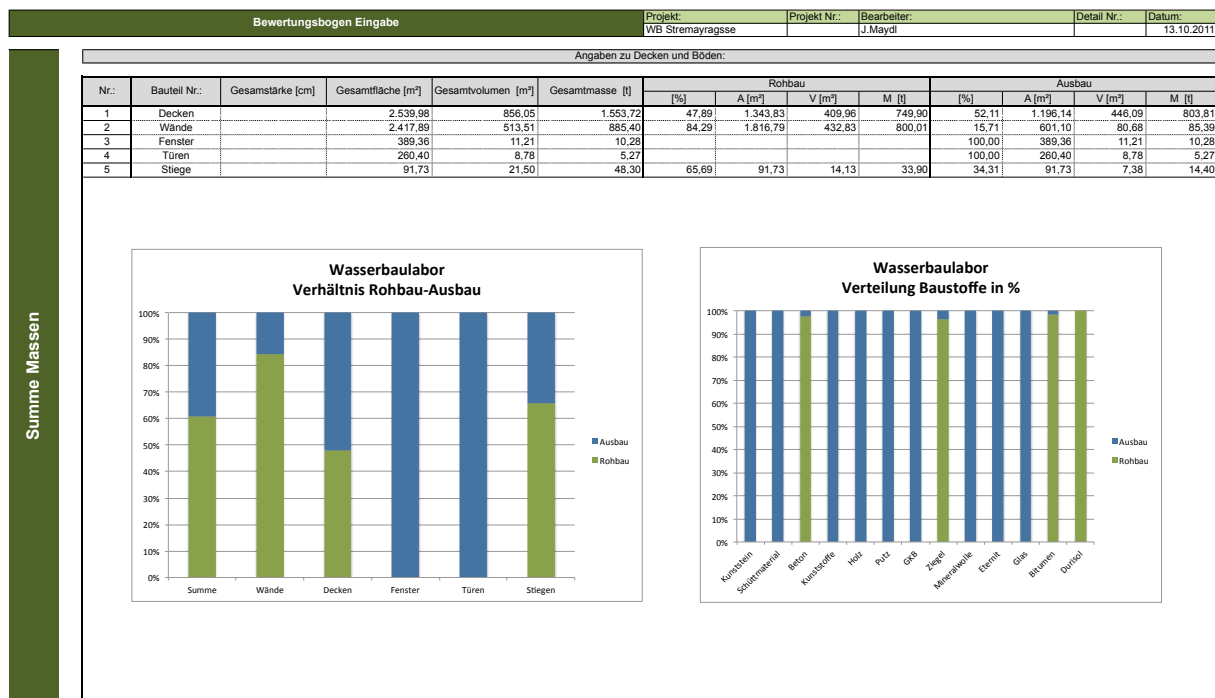 Bewertungsbogen Eingabe
Projekt: Projekt Nr.: Bearbeiter: Detail Nr.: Datum:
WB Stremayragsse J.Maydl 13.10.2011
Summe Massen
Angaben zu Decken und Böden:
Nr.: Bauteil Nr.: Gesamtstärke [cm] Gesamtfläche [m²] Gesamtvolumen [m³] Gesamtmasse [t] Rohbau Ausbau
[%] A [m²] V [m³] M [t] [%] A [m²] V [m³] M [t]
1 Decken 2.539,98 856,05 1.553,72 47,89 1.343,83 409,96 749,90 52,11 1.196,14 446,09 803,81
2 Wände 2.417,89 513,51 885,40 84,29 1.816,79 432,83 800,01 15,71 601,10 80,68 85,39
3 Fenster 389,36 11,21 10,28 100,00 389,36 11,21 10,28
4 Türen 260,40 8,78 5,27 100,00 260,40 8,78 5,27
5 Stiege 91,73 21,50 48,30 65,69 91,73 14,13 33,90 34,31 91,73 7,38 14,40
Wasserbaulabor
Verhältnis Rohbau-Ausbau
100%
90%
80%
70%
60%
50%
40%
30%
20%
10%
0%
Summe Wände Decken Fenster Türen Stiegen
Ausbau
Rohbau
Wasserbaulabor
Verteilung Baustoffe in %
100%
90%
80%
70%
60%
50%
40%
30%
20%
10%
0%
Kunststein Schüttmaterial Beton Kunststoffe Holz Putz GKB Ziegel Mineralwolle Eternit Glas Bitumen Durisol
Ausbau
Rohbau